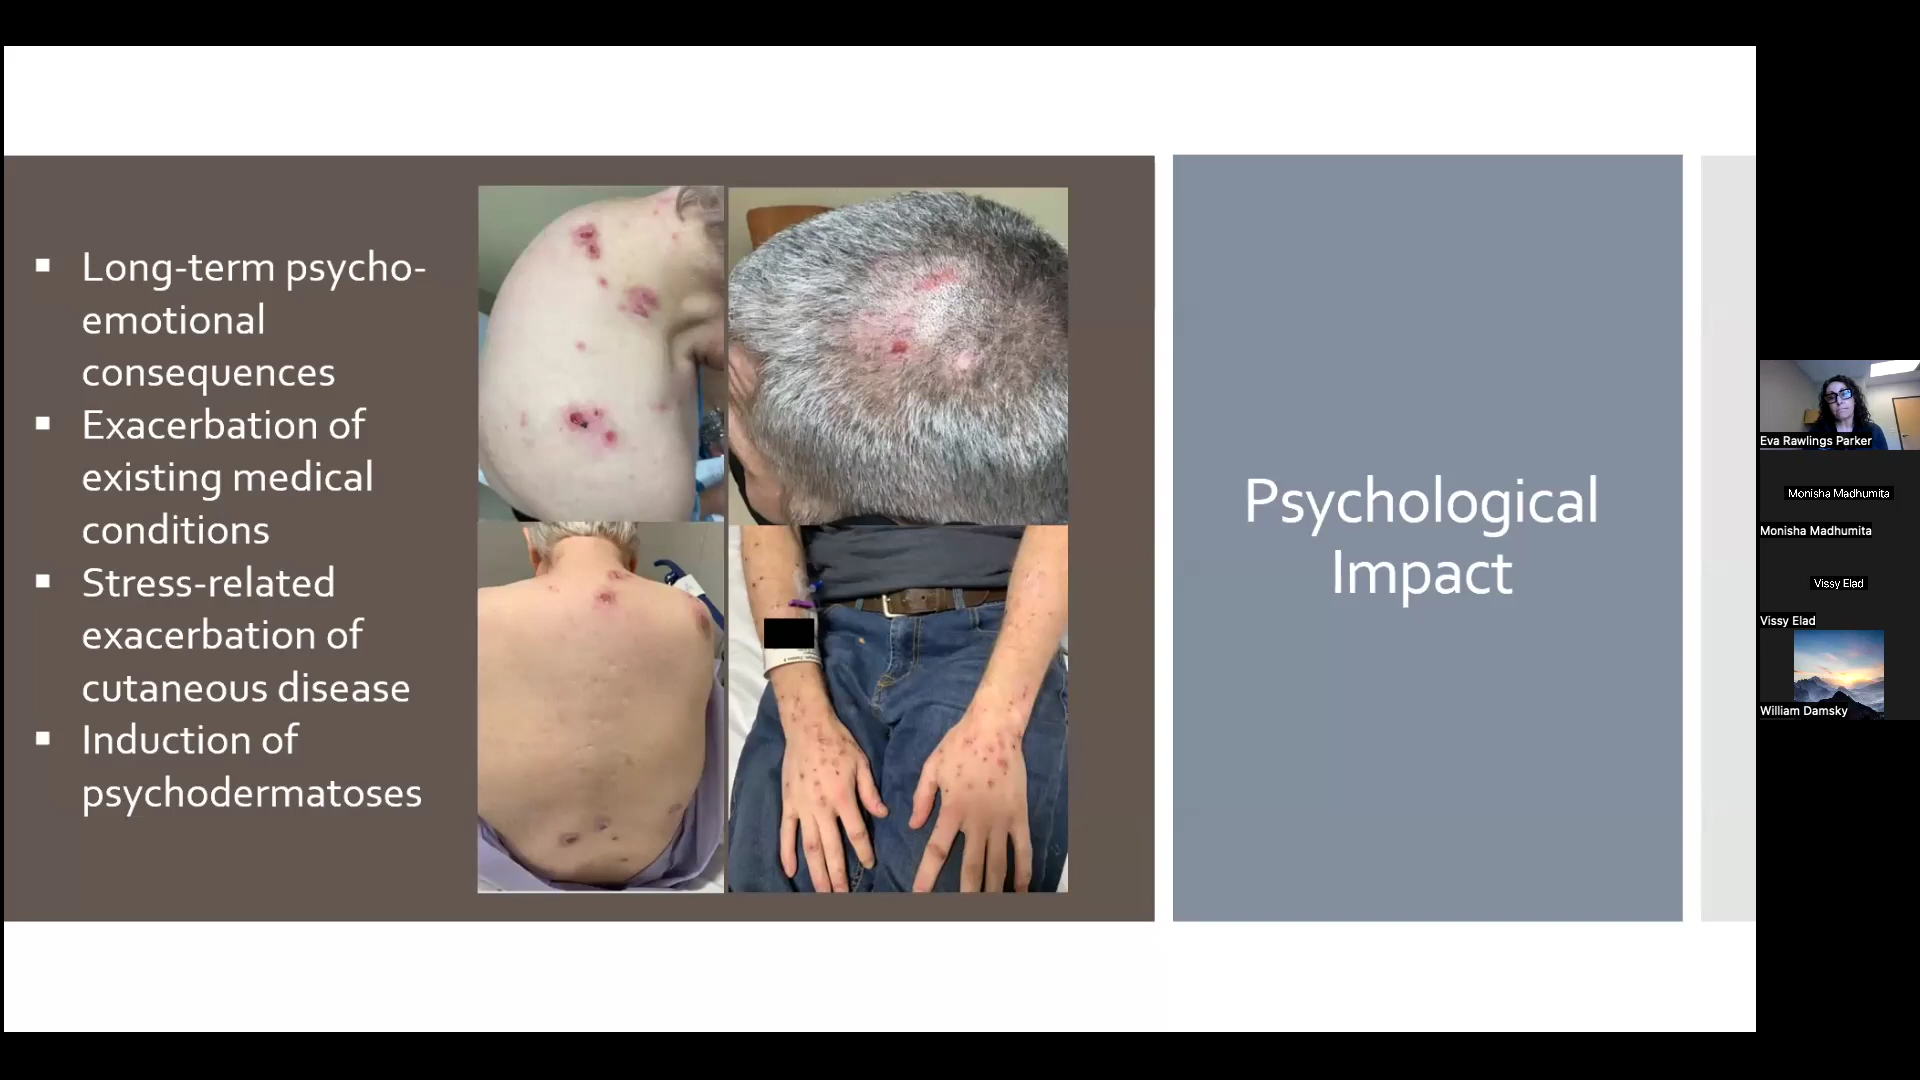 Long-term psycho-
emotional
consequences
Exacerbation of
existing medical
conditions
Stress-related
exacerbation of
cutaneous disease
Induction of
psychodermatoses
Psychological
Impact
Eva Rawlings Parker
Monisha Madhumita
Monisha Madhumita
Vissy Elad
Vissy Elad
William Damsky